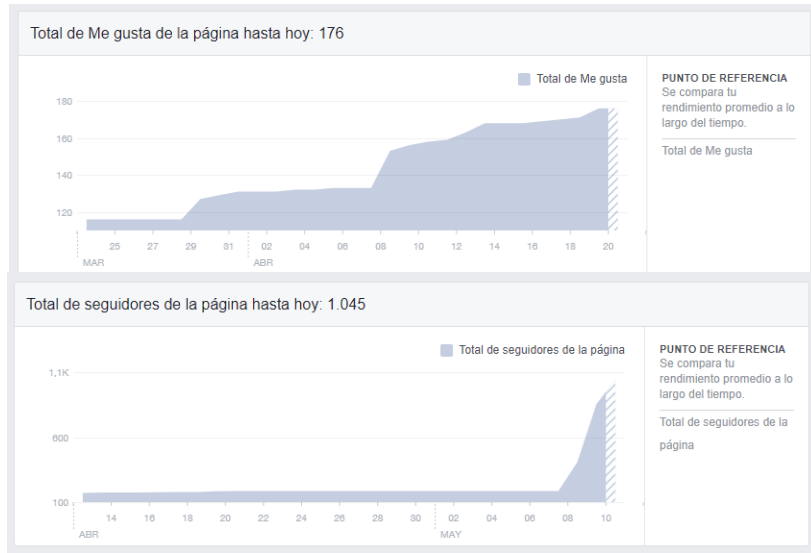 Total de Me gusta de la página hasta hoy: 176
Total de Me gusta
PUNTO DE REFERENCIA
Se compara tu
rendimiento promedio a lo
largo del tiempo.
Total de Me gusta
180
160
140
120
25 27 29 31 02 04 06 08 10 12 14 16 18 20
MAR ABR
Total de seguidores de la página hasta hoy: 1.045
Total de seguidores de la página
PUNTO DE REFERENCIA
Se compara tu
rendimiento promedio a lo
largo del tiempo.
Total de seguidores de la
página
1,1K
600
100
14 16 18 20 22 24 26 28 30 02 04 06 08 10
ABR MAY